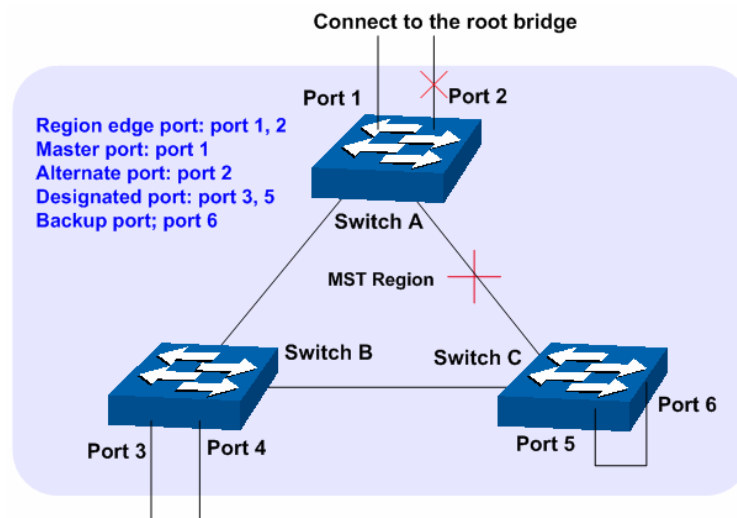 Connect to the root bridge
Port 1
Port 2
Region edge port: port 1, 2
Master port: port 1
Alternate port: port 2
Designated port: port 3, 5
Backup port; port 6
Switch A
MST Region
Switch B
Switch C
Port 6
Port 3
Port 4
Port 5